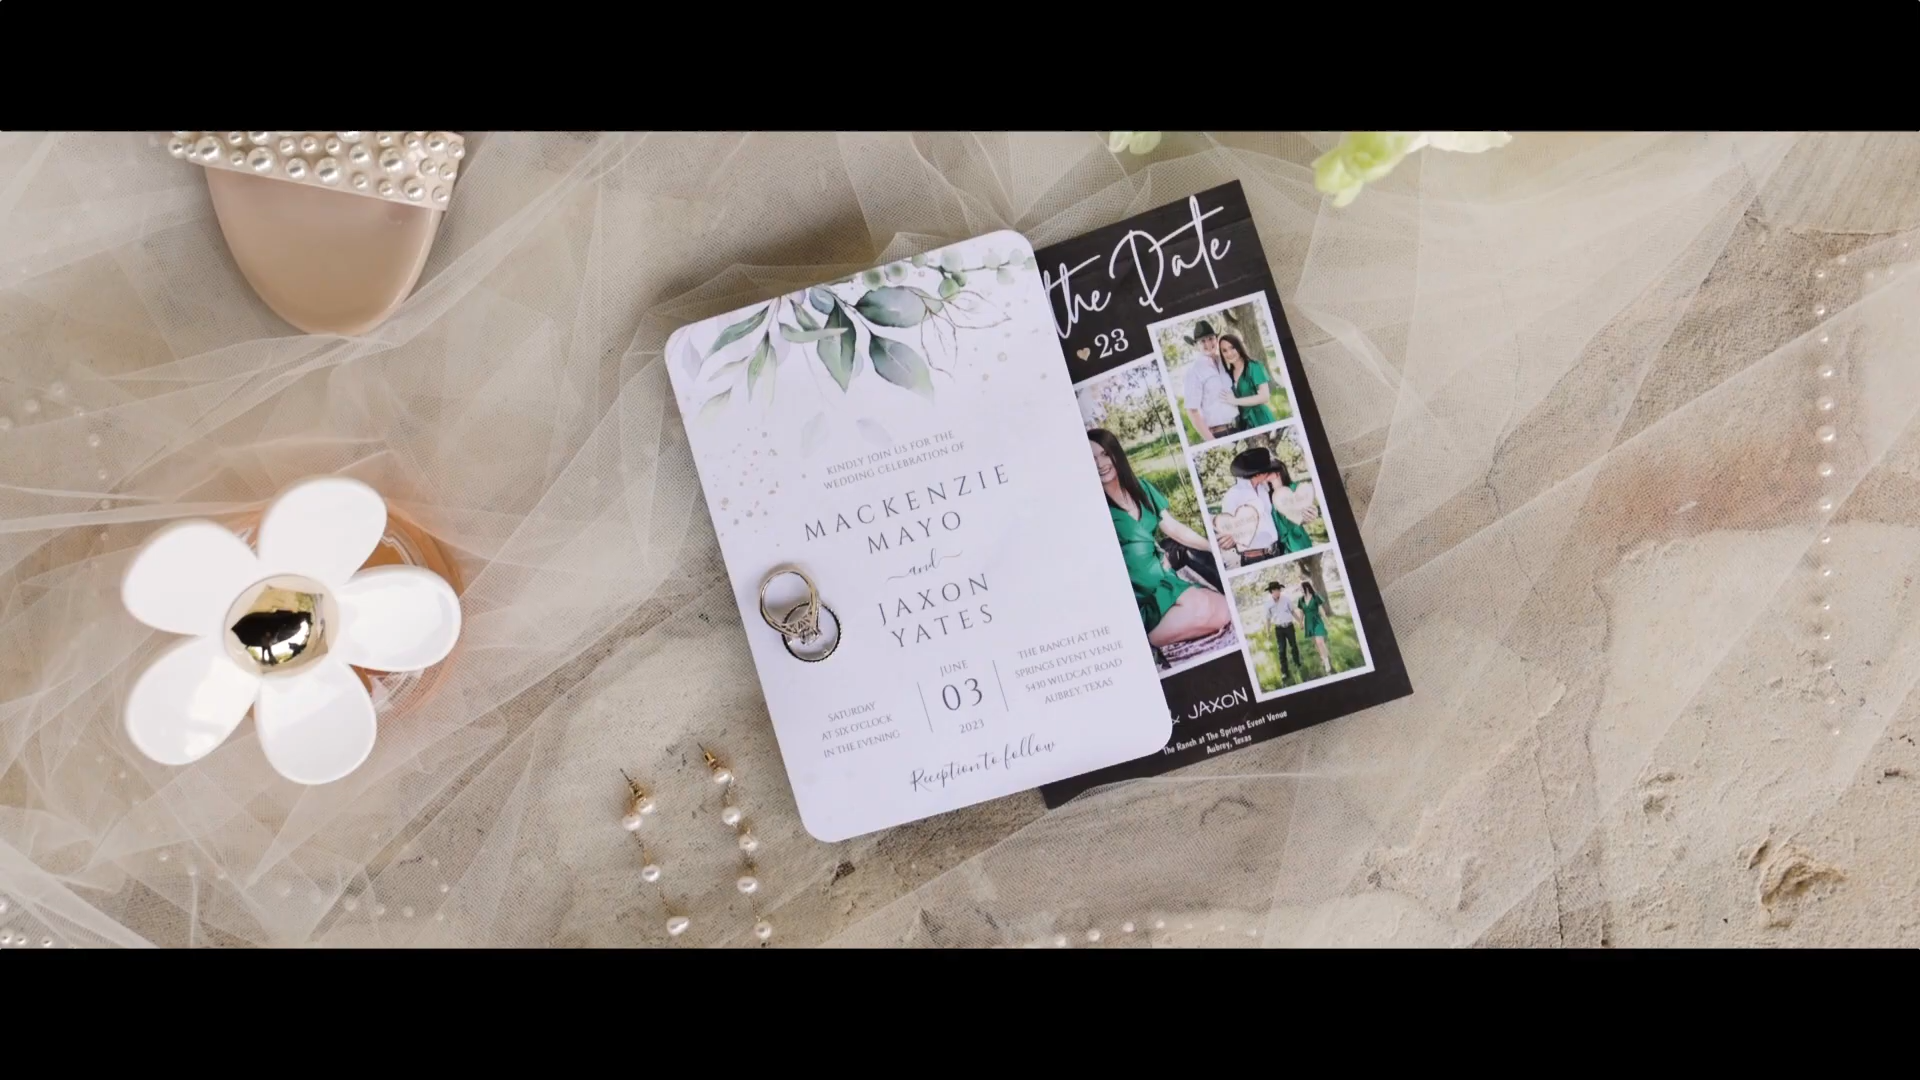 KINDLY JOIN US FOR THE
WEDDING CELEBRATION OF
MACKENZIE
MAYO
and
JAXON
YATES
SATURDAY
AT SIX O'CLOCK
IN THE EVENING
JUNE
03
2023
THE RANCH AT THE
SPRINGS EVENT VENUE
5430 WILDCAT ROAD
AUBREY, TEXAS
Reception to follow
the Date
23
& JAXON
The Ranch at The Springs Event Venue
Aubrey, Texas